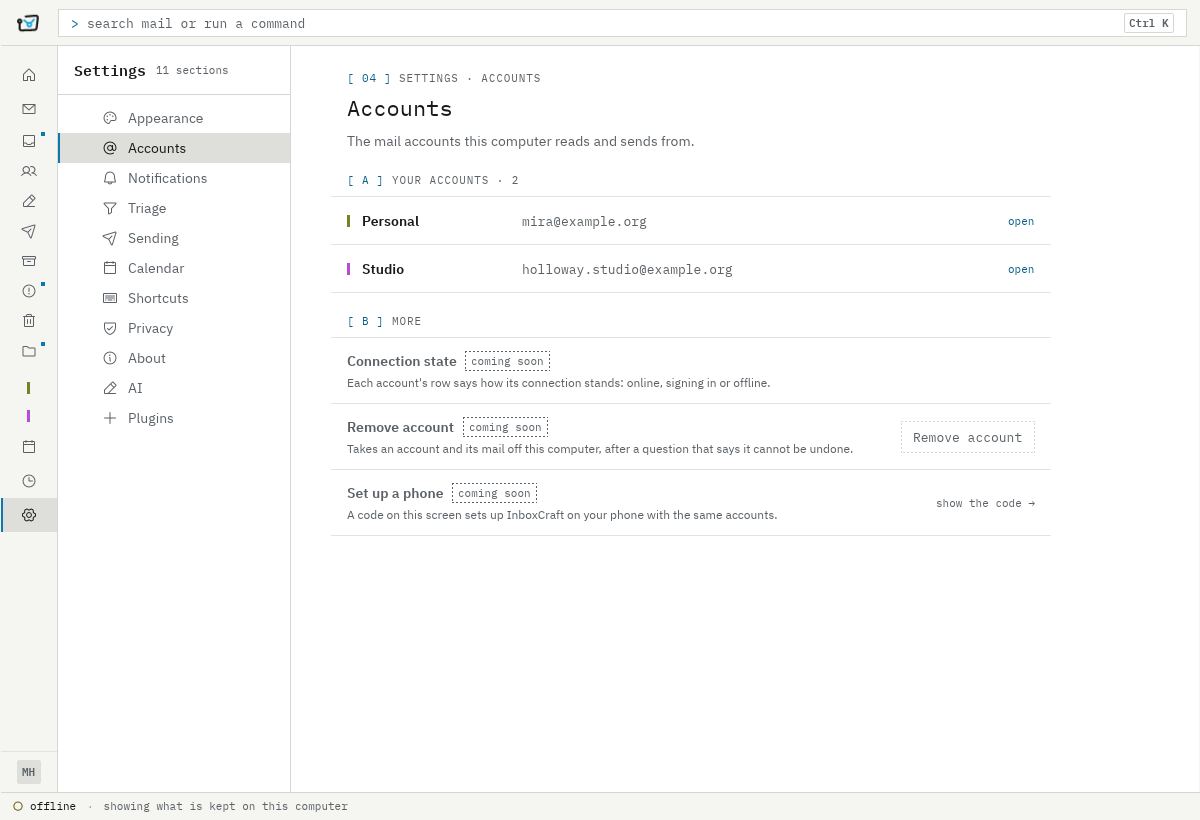 > search mail or run a command
Ctrl K
Settings 11 sections
Appearance
Accounts
Notifications
Triage
Sending
Calendar
Shortcuts
Privacy
About
AI
Plugins
MH
[ 04 ] SETTINGS · ACCOUNTS
Accounts
The mail accounts this computer reads and sends from.
[ A ] YOUR ACCOUNTS · 2
Personal mira@example.org open
Studio holloway.studio@example.org open
[ B ] MORE
Connection state coming soon
Each account's row says how its connection stands: online, signing in or offline.
Remove account coming soon
Takes an account and its mail off this computer, after a question that says it cannot be undone.
Remove account
Set up a phone coming soon
A code on this screen sets up InboxCraft on your phone with the same accounts.
show the code →
offline · showing what is kept on this computer